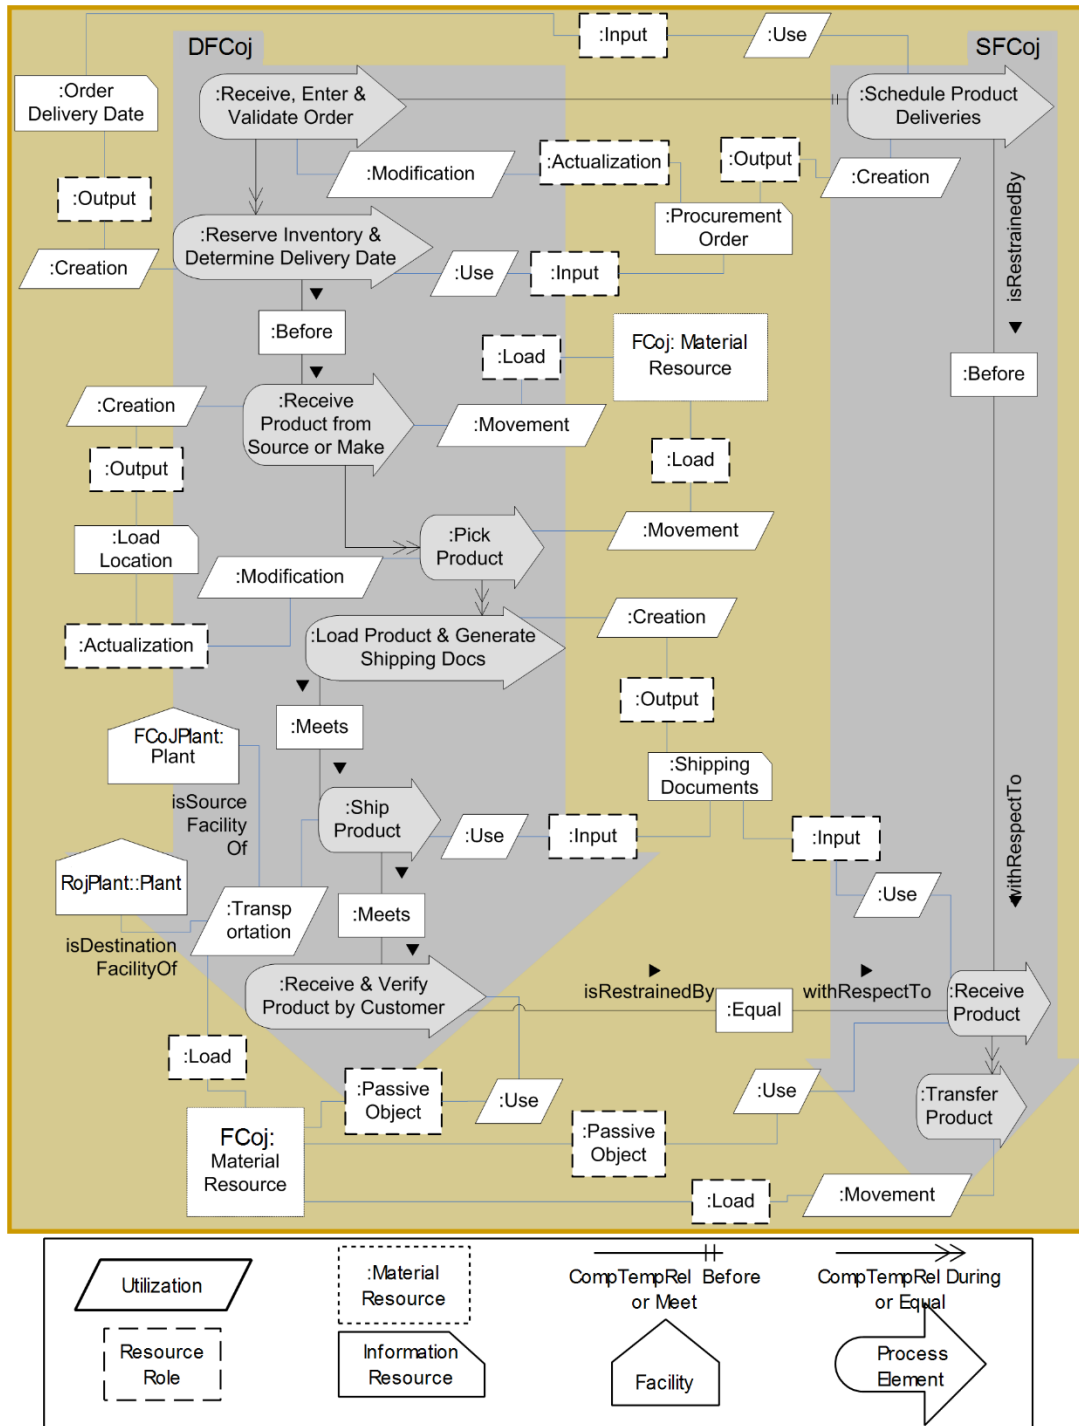 DFCoj
:Input
:Use
SFCoj
:Order
Delivery Date
:Receive, Enter &
Validate Order
:Schedule Product
Deliveries
:Modification
:Actualization
:Output
:Creation
:Output
:Procurement
Order
isRestrainedBy
:Creation
:Reserve Inventory &
Determine Delivery Date
:Use
:Input
:Before
:Load
FCoj: Material
Resource
:Before
:Creation
:Receive
Product from
Source or Make
:Movement
:Output
:Load
:Load
Location
:Pick
Product
:Movement
:Modification
:Actualization
:Load Product & Generate
Shipping Docs
:Creation
:Output
:Meets
FCoJPlant:
Plant
:Shipping
Documents
isSource
Facility
Of
:Ship
Product
:Use
:Input
:Input
withRespectTo
RojPlant::Plant
:Transp
ortation
:Meets
:Use
isDestination
FacilityOf
:Receive & Verify
Product by Customer
isRestrainedBy
withRespectTo
:Equal
:Receive
Product
:Load
:Passive
Object
:Use
:Use
:Transfer
Product
FCoj:
Material
Resource
:Passive
Object
:Load
:Movement
Utilization
:Material
Resource
CompTempRel Before
or Meet
CompTempRel During
or Equal
Resource
Role
Information
Resource
Facility
Process
Element